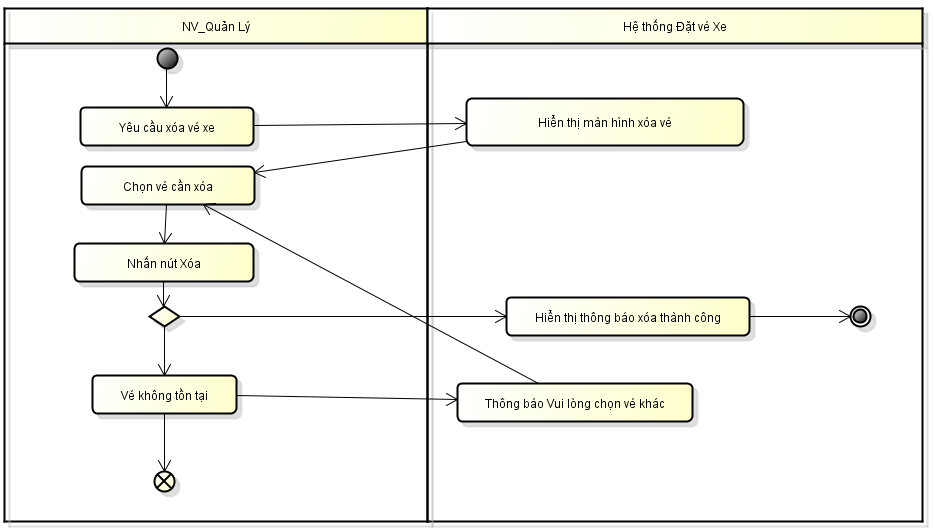 NV_Quản Lý
Hệ thống Đặt vé Xe
Yêu cầu xóa vé xe
Hiển thị màn hình xóa vé
Chọn vé cần xóa
Nhấn nút Xóa
Hiển thị thông báo xóa thành công
Vé không tồn tại
Thông báo Vui lòng chọn vé khác